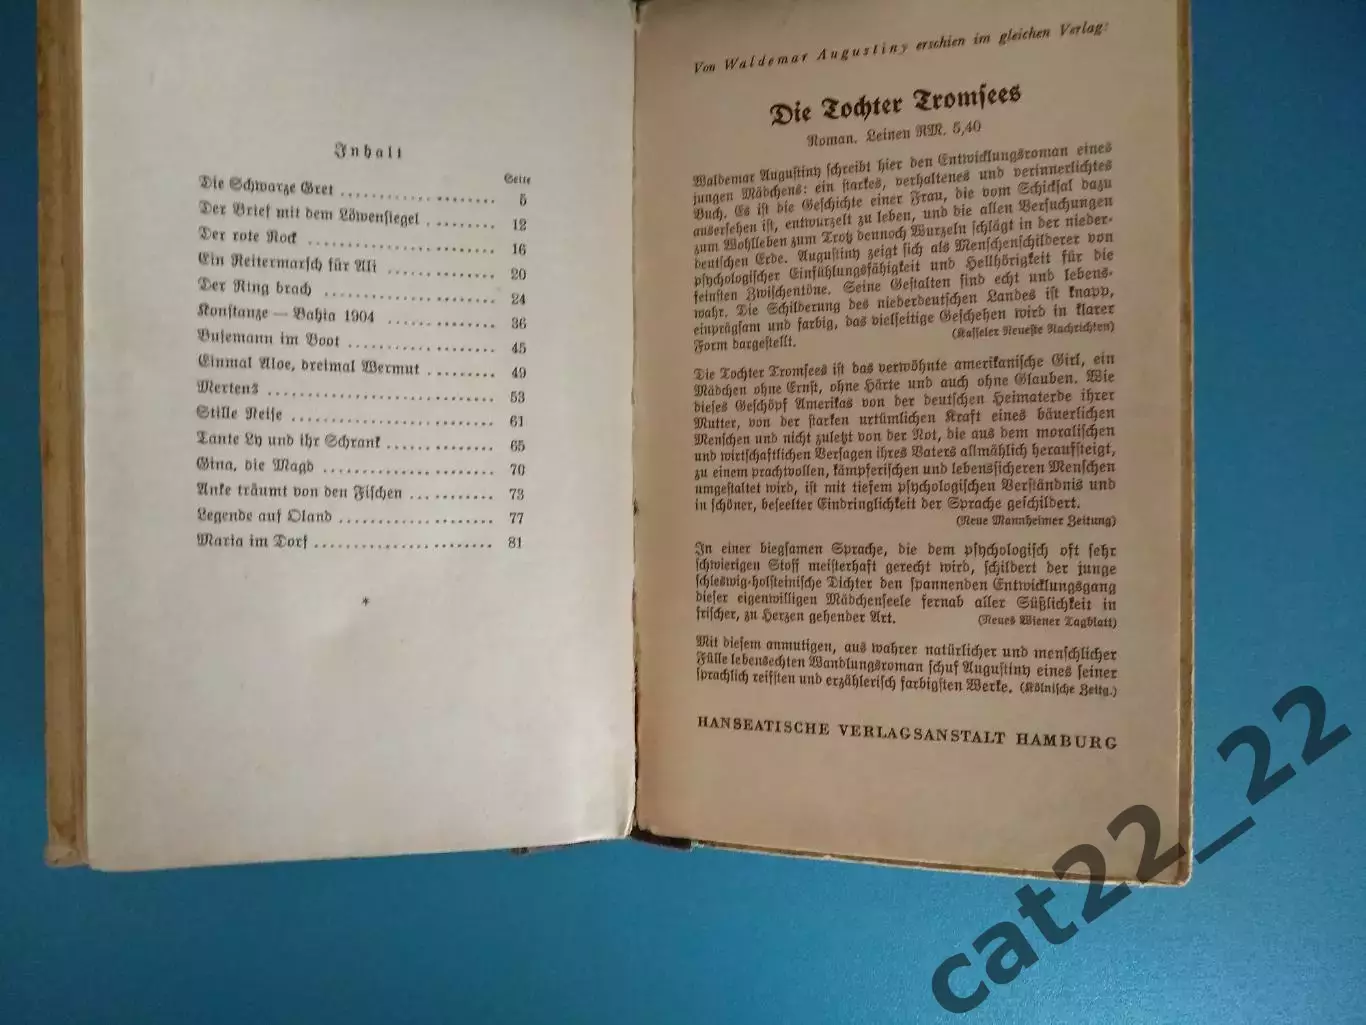 Inhalt
Seite
Die Schwarze Gret ..................... 5
Der Brief mit dem Löwensiegel ......... 12
Der rote Rock ......................... 16
Ein Reitermarsch für Ali .............. 20
Der Ring brach ........................ 24
Konstanze — Bahia 1904 ................ 36
Busemann im Boot ...................... 45
Einmal Aloe, dreimal Wermut ........... 49
Mertens ............................... 53
Stille Reise .......................... 61
Tante Ly und ihr Schrank .............. 65
Gina, die Magd ........................ 70
Anke träumt von den Fischen ........... 73
Legende auf Oland ..................... 77
Maria im Dorf ......................... 81
*
Von Waldemar Augustiny erschien im gleichen Verlag:
Die Tochter Tromsees
Roman. Leinen RM. 5,40
Waldemar Augustiny schreibt hier den Entwicklungsroman eines
jungen Mädchens: ein starkes, verhaltenes und verinnerlichtes
Buch. Es ist die Geschichte einer Frau, die vom Schicksal dazu
ausersehen ist, entwurzelt zu leben, und die allen Versuchungen
zum Wohlleben zum Trotz dennoch Wurzeln schlägt in der nieder-
deutschen Erde. Augustiny zeigt sich als Menschenschilderer von
psychologischer Einfühlungsfähigkeit und Hellhörigkeit für die
feinsten Zwischentöne. Seine Gestalten sind echt und lebens-
wahr. Die Schilderung des niederdeutschen Landes ist knapp,
einprägsam und farbig, das vielseitige Geschehen wird in klarer
Form dargestellt. (Kasseler Neueste Nachrichten)
Die Tochter Tromsees ist das verwöhnte amerikanische Girl, ein
Mädchen ohne Ernst, ohne Härte und auch ohne Glauben. Wie
dieses Geschöpf Amerikas von der deutschen Heimaterde ihrer
Mutter, von der starken urtümlichen Kraft eines bäuerlichen
Menschen und nicht zuletzt von der Not, die aus dem moralischen
und wirtschaftlichen Versagen ihres Vaters allmählich heraufsteigt,
zu einem prachtvollen, kämpferischen und lebenssicheren Menschen
umgestaltet wird, ist mit tiefem psychologischen Verständnis und
in schöner, beseelter Eindringlichkeit der Sprache geschildert.
(Neue Mannheimer Zeitung)
In einer biegsamen Sprache, die dem psychologisch oft sehr
schwierigen Stoff meisterhaft gerecht wird, schildert der junge
schleswig-holsteinische Dichter den spannenden Entwicklungsgang
dieser eigenwilligen Mädchenseele fernab aller Süßlichkeit in
frischer, zu Herzen gehender Art. (Neues Wiener Tagblatt)
Mit diesem anmutigen, aus wahrer natürlicher und menschlicher
Fülle lebensechten Wandlungsroman schuf Augustiny eines seiner
sprachlich reifsten und erzählerisch farbigsten Werke. (Kölnische Zeitg.)
HANSEATISCHE VERLAGSANSTALT HAMBURG
cat22_22